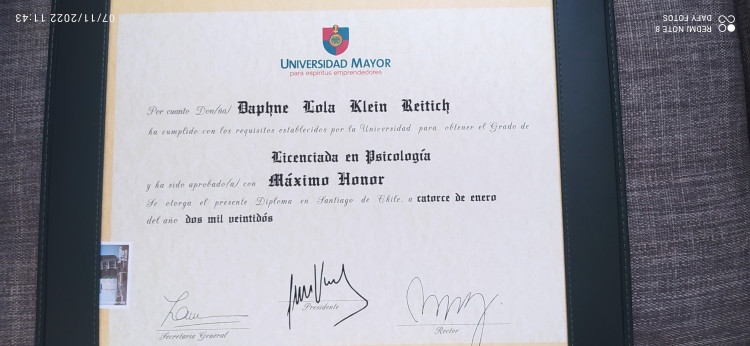 UNIVERSIDAD MAYOR
para espíritus emprendedores
Por cuanto Don/ña/ Daphne Lola Klein Reitich
ha cumplido con los requisitos establecidos por la Universidad para obtener el Grado de
Licenciada en Psicología
y ha sido aprobado/a/ con Máximo Honor
Se otorga el presente Diploma en Santiago de Chile, a catorce de enero
del año dos mil veintidós
Secretario General
Presidente
Rector
REDMI NOTE 8
DAFY FOTOS
07/11/2022 11:43